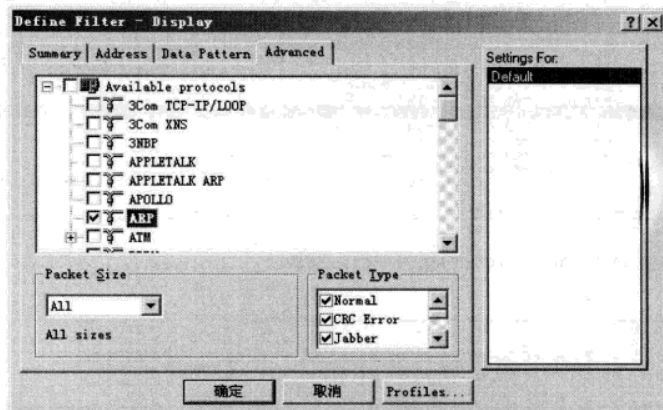 Define Filter - Display
Summary Address Data Pattern Advanced
Settings For:
Default
Available protocols
3Com TCP-IP/LOOP
3Com XNS
3NBP
APPLETALK
APPLETALK ARP
APOLLO
ARP
ATM
Packet Size
All
All sizes
Packet Type
Normal
CRC Error
Jabber
确定 取消 Profiles...